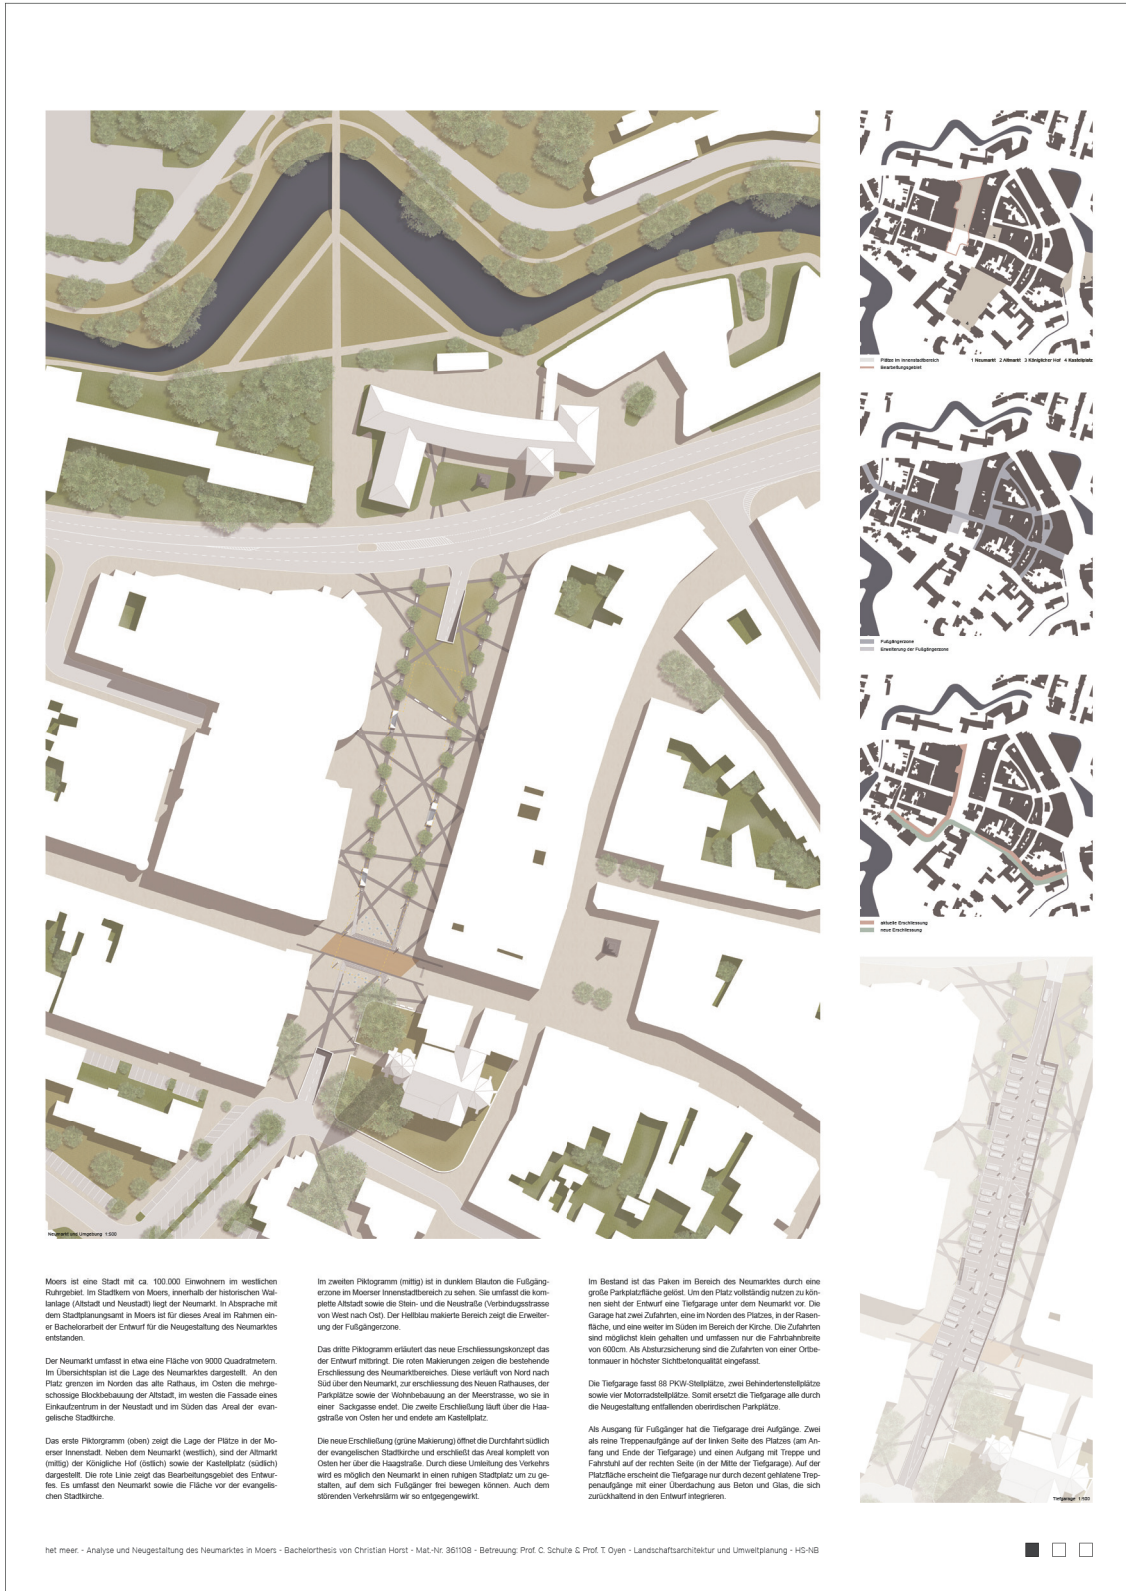 Plätze im Innenstadtbereich
1 Neumarkt 2 Altmarkt 3 Königlicher Hof 4 Kastellplatz
Bearbeitungsgebiet
Fußgängerzone
Erweiterung der Fußgängerzone
aktuelle Erschliessung
neue Erschliessung
Neumarkt und Umgebung 1:500
Tiefgarage 1:500
Moers ist eine Stadt mit ca. 100.000 Einwohnern im westlichen
Ruhrgebiet. Im Stadtkern von Moers, innerhalb der historischen Wal-
lanlage (Altstadt und Neustadt) liegt der Neumarkt. In Absprache mit
dem Stadtplanungsamt in Moers ist für dieses Areal im Rahmen ein-
er Bachelorarbeit der Entwurf für die Neugestaltung des Neumarktes
entstanden.
Der Neumarkt umfasst in etwa eine Fläche von 9000 Quadratmetern.
Im Übersichtsplan ist die Lage des Neumarktes dargestellt. An den
Platz grenzen im Norden das alte Rathaus, im Osten die mehrge-
schossige Blockbebauung der Altstadt, im westen die Fassade eines
Einkaufzentrum in der Neustadt und im Süden das Areal der evan-
gelische Stadtkirche.
Das erste Piktorgramm (oben) zeigt die Lage der Plätze in der Mo-
erser Innenstadt. Neben dem Neumarkt (westlich), sind der Altmarkt
(mittig) der Königliche Hof (östlich) sowie der Kastellplatz (südlich)
dargestellt. Die rote Linie zeigt das Bearbeitungsgebiet des Entwur-
fes. Es umfasst den Neumarkt sowie die Fläche vor der evangelis-
chen Stadtkirche.
Im zweiten Piktogramm (mittig) ist in dunklem Blauton die Fußgäng-
erzone im Moerser Innenstadtbereich zu sehen. Sie umfasst die kom-
plette Altstadt sowie die Stein- und die Neustraße (Verbindungsstrasse
von West nach Ost). Der Hellblau makierte Bereich zeigt die Erweiter-
ung der Fußgängerzone.
Das dritte Piktogramm erläutert das neue Erschliessungskonzept das
der Entwurf mitbringt. Die roten Makierungen zeigen die bestehende
Erschliessung des Neumarktbereiches. Diese verläuft von Nord nach
Süd über den Neumarkt, zur erschliessung des Neuen Rathauses, der
Parkplätze sowie der Wohnbebauung an der Meerstrasse, wo sie in
einer Sackgasse endet. Die zweite Erschließung läuft über die Haa-
gstraße von Osten her und endete am Kastellplatz.
Die neue Erschließung (grüne Makierung) öffnet die Durchfahrt südlich
der evangelischen Stadtkirche und erschließt das Areal komplett von
Osten her über die Haagstraße. Durch diese Umleitung des Verkehrs
wird es möglich den Neumarkt in einen ruhigen Stadtplatz um zu ge-
stalten, auf dem sich Fußgänger frei bewegen können. Auch dem
störenden Verkehrslärm wir so entgegengewirkt.
Im Bestand ist das Paken im Bereich des Neumarktes durch eine
große Parkplatzfläche gelöst. Um den Platz vollständig nutzen zu kön-
nen sieht der Entwurf eine Tiefgarage unter dem Neumarkt vor. Die
Garage hat zwei Zufahrten, eine im Norden des Platzes, in der Rasen-
fläche, und eine weiter im Süden im Bereich der Kirche. Die Zufahrten
sind möglichst klein gehalten und umfassen nur die Fahrbahnbreite
von 600cm. Als Absturzsicherung sind die Zufahrten von einer Ortbe-
tonmauer in höchster Sichtbetonqualität eingefasst.
Die Tiefgarage fasst 88 PKW-Stellplätze, zwei Behindertenstellplätze
sowie vier Motorradstellplätze. Somit ersetzt die Tiefgarage alle durch
die Neugestaltung entfallenden oberirdischen Parkplätze.
Als Ausgang für Fußgänger hat die Tiefgarage drei Aufgänge. Zwei
als reine Treppenaufgänge auf der linken Seite des Platzes (am An-
fang und Ende der Tiefgarage) und einen Aufgang mit Treppe und
Fahrstuhl auf der rechten Seite (in der Mitte der Tiefgarage). Auf der
Platzfläche erscheint die Tiefgarage nur durch dezent gehlatene Trep-
penaufgänge mit einer Überdachung aus Beton und Glas, die sich
zurückhaltend in den Entwurf integrieren.
het meer. - Analyse und Neugestaltung des Neumarktes in Moers - Bachelorthesis von Christian Horst - Mat.-Nr. 361108 - Betreuung: Prof. C. Schulze & Prof. T. Oyen - Landschaftsarchitektur und Umweltplanung - HS-NB